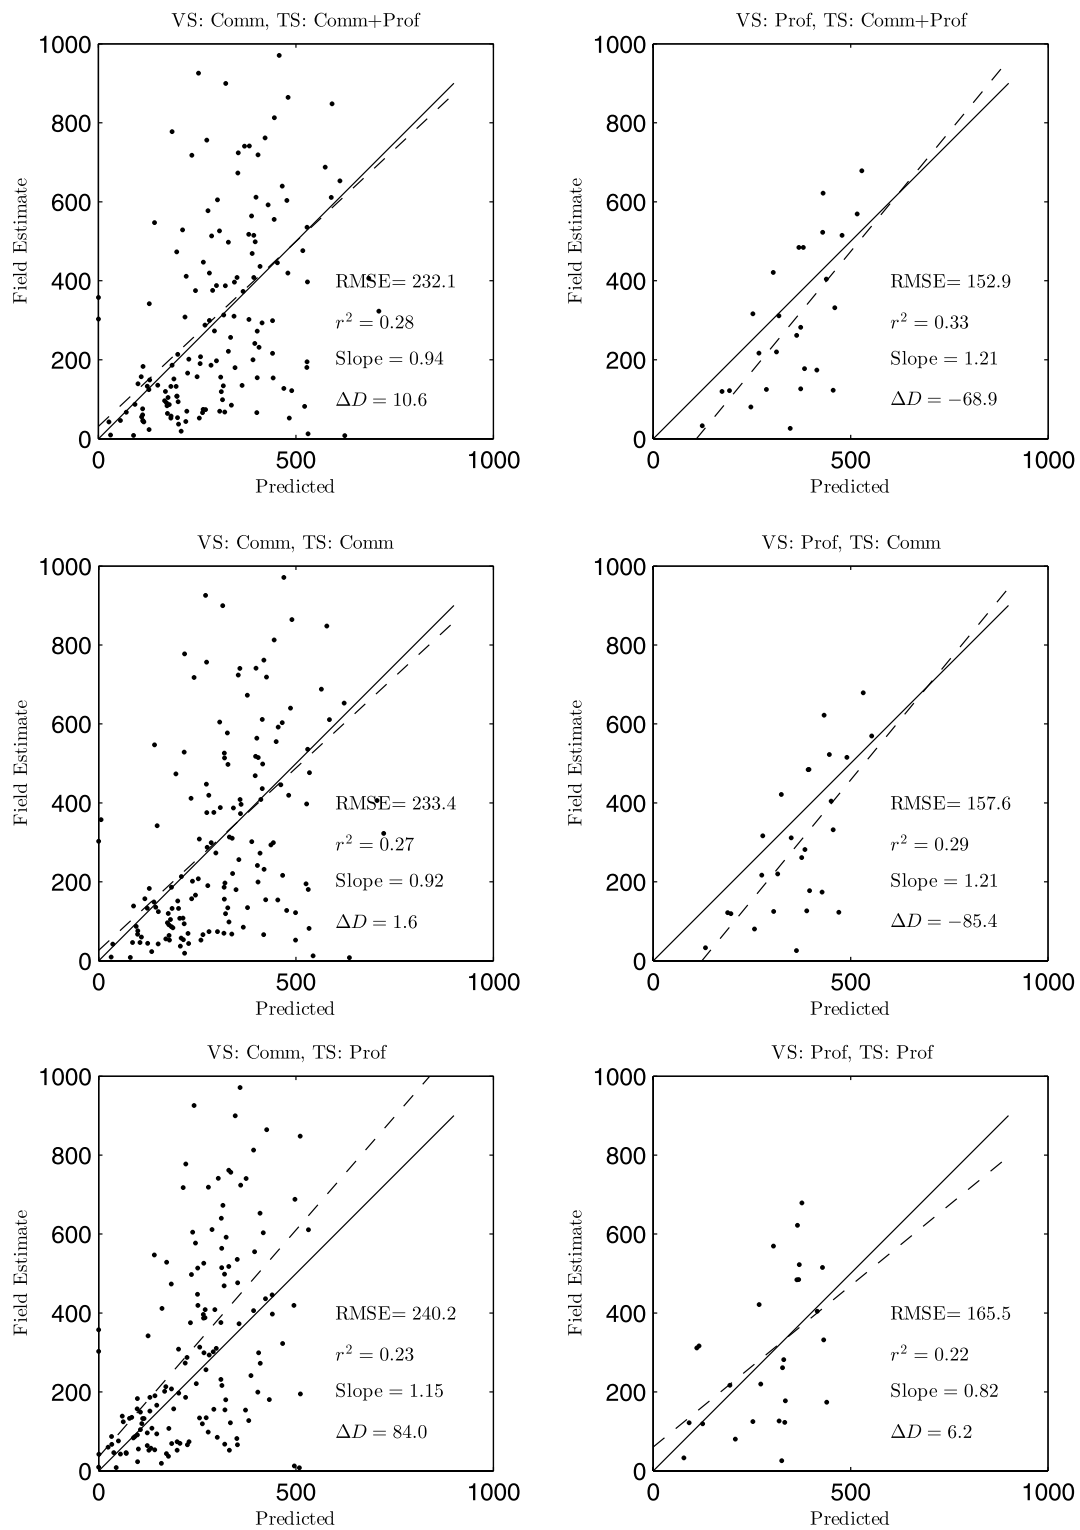 VS: Comm, TS: Comm+Prof
1000
800
600
400
200
0
Field Estimate
RMSE= 232.1
r² = 0.28
Slope = 0.94
ΔD = 10.6
0 500 1000
Predicted
VS: Prof, TS: Comm+Prof
1000
800
600
400
200
0
Field Estimate
RMSE= 152.9
r² = 0.33
Slope = 1.21
ΔD = −68.9
0 500 1000
Predicted
VS: Comm, TS: Comm
1000
800
600
400
200
0
Field Estimate
RMSE= 233.4
r² = 0.27
Slope = 0.92
ΔD = 1.6
0 500 1000
Predicted
VS: Prof, TS: Comm
1000
800
600
400
200
0
Field Estimate
RMSE= 157.6
r² = 0.29
Slope = 1.21
ΔD = −85.4
0 500 1000
Predicted
VS: Comm, TS: Prof
1000
800
600
400
200
0
Field Estimate
RMSE= 240.2
r² = 0.23
Slope = 1.15
ΔD = 84.0
0 500 1000
Predicted
VS: Prof, TS: Prof
1000
800
600
400
200
0
Field Estimate
RMSE= 165.5
r² = 0.22
Slope = 0.82
ΔD = 6.2
0 500 1000
Predicted